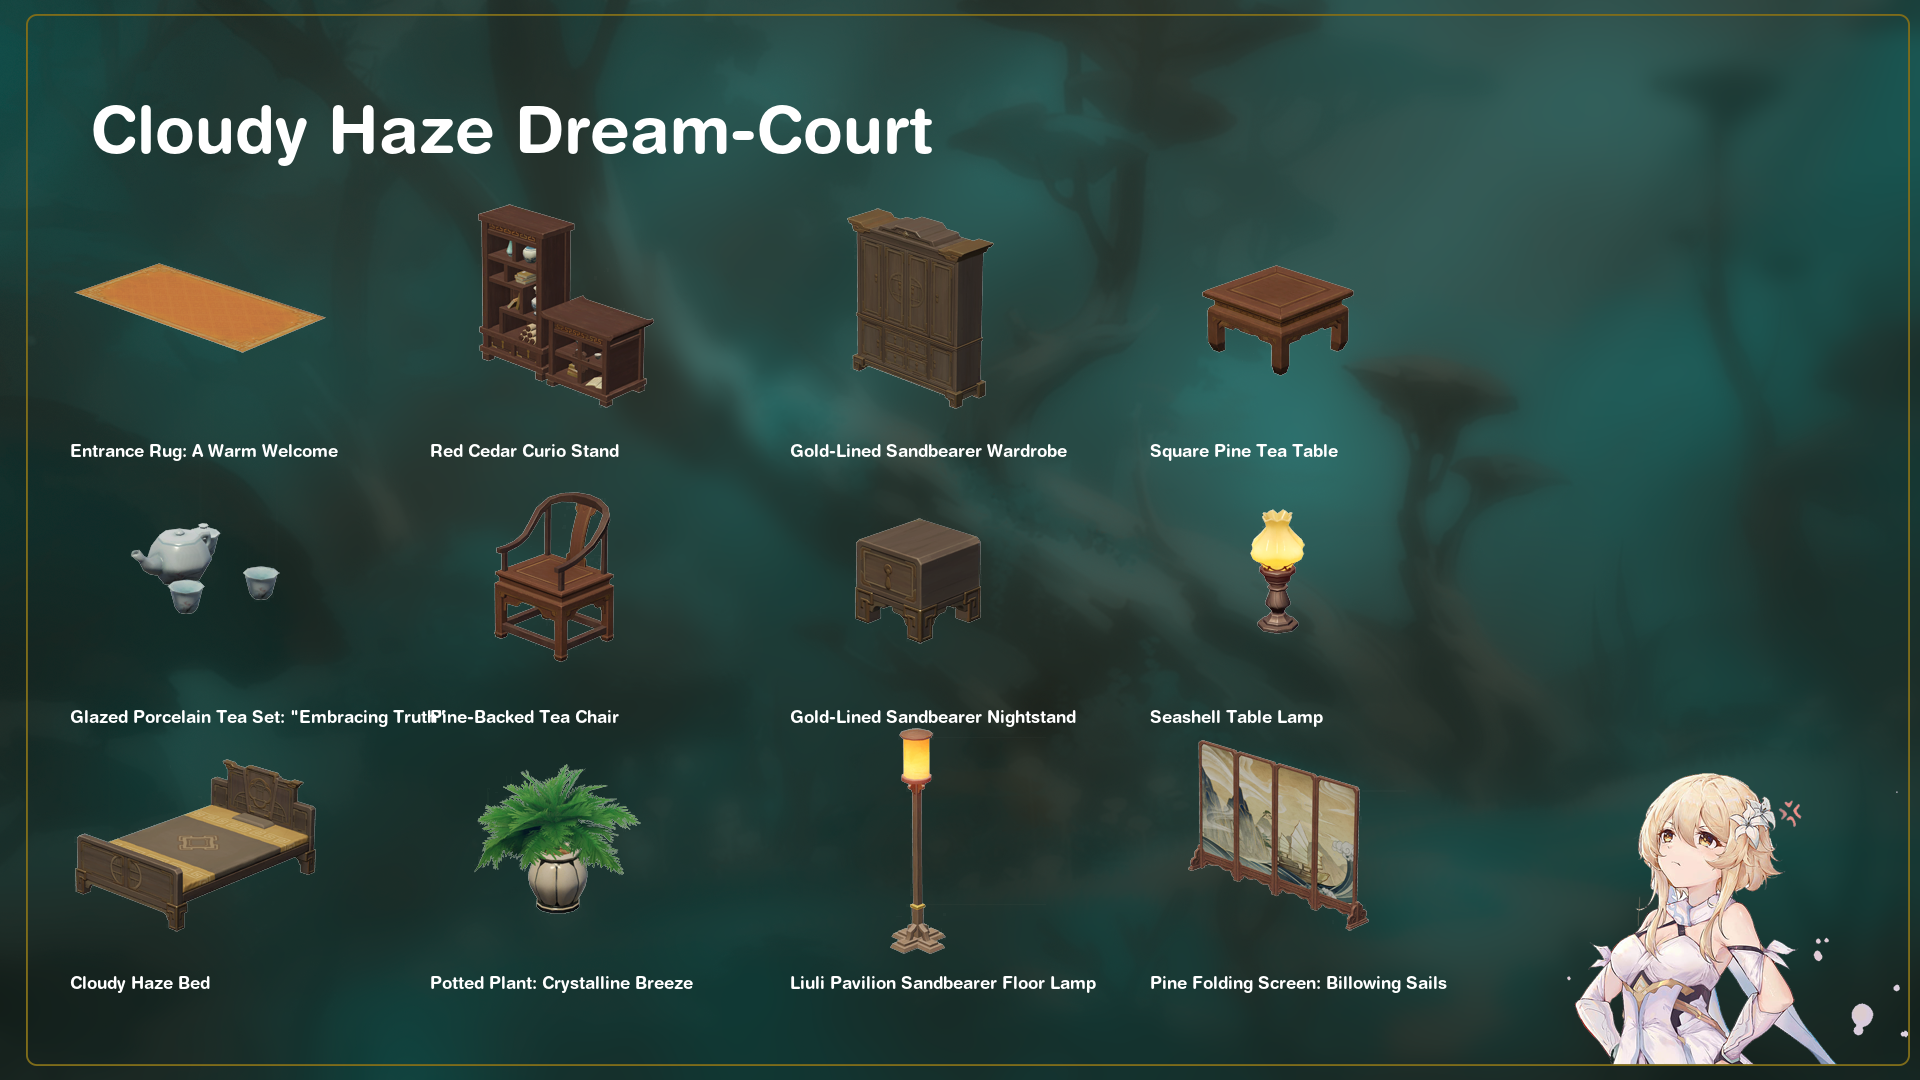 Cloudy Haze Dream-Court
Entrance Rug: A Warm Welcome
Red Cedar Curio Stand
Gold-Lined Sandbearer Wardrobe
Square Pine Tea Table
Glazed Porcelain Tea Set: "Embracing Truth"
Pine-Backed Tea Chair
Gold-Lined Sandbearer Nightstand
Seashell Table Lamp
Cloudy Haze Bed
Potted Plant: Crystalline Breeze
Liuli Pavilion Sandbearer Floor Lamp
Pine Folding Screen: Billowing Sails